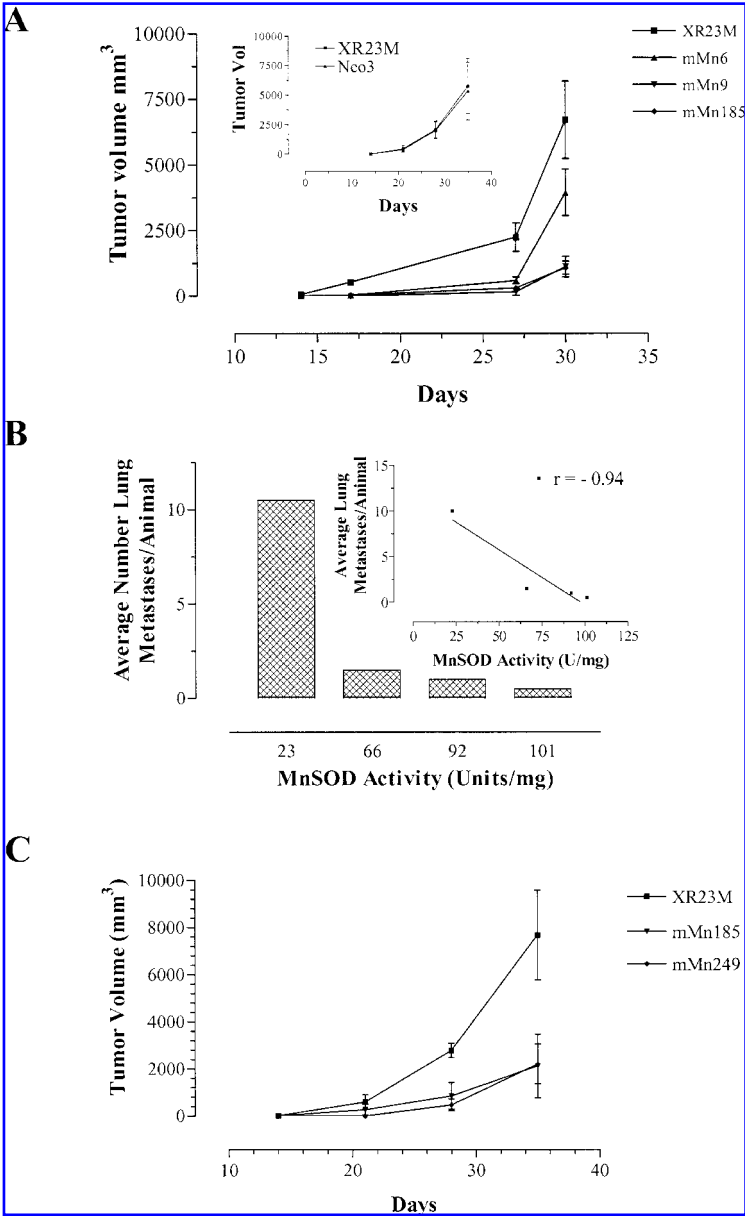 A
Tumor volume mm³
10000
7500
5000
2500
0
10 15 20 25 30 35
Days
XR23M
mMn6
mMn9
mMn185
Tumor Vol
10000
7500
5000
2500
0
0 10 20 30 40
Days
XR23M
Neo3
B
Average Number Lung
Metastases/Animal
10
5
0
23 66 92 101
MnSOD Activity (Units/mg)
Average Lung
Metastases/Animal
15
10
5
0
0 25 50 75 100 125
MnSOD Activity (U/mg)
r = - 0.94
C
Tumor Volume (mm³)
10000
8000
6000
4000
2000
0
10 20 30 40
Days
XR23M
mMn185
mMn249